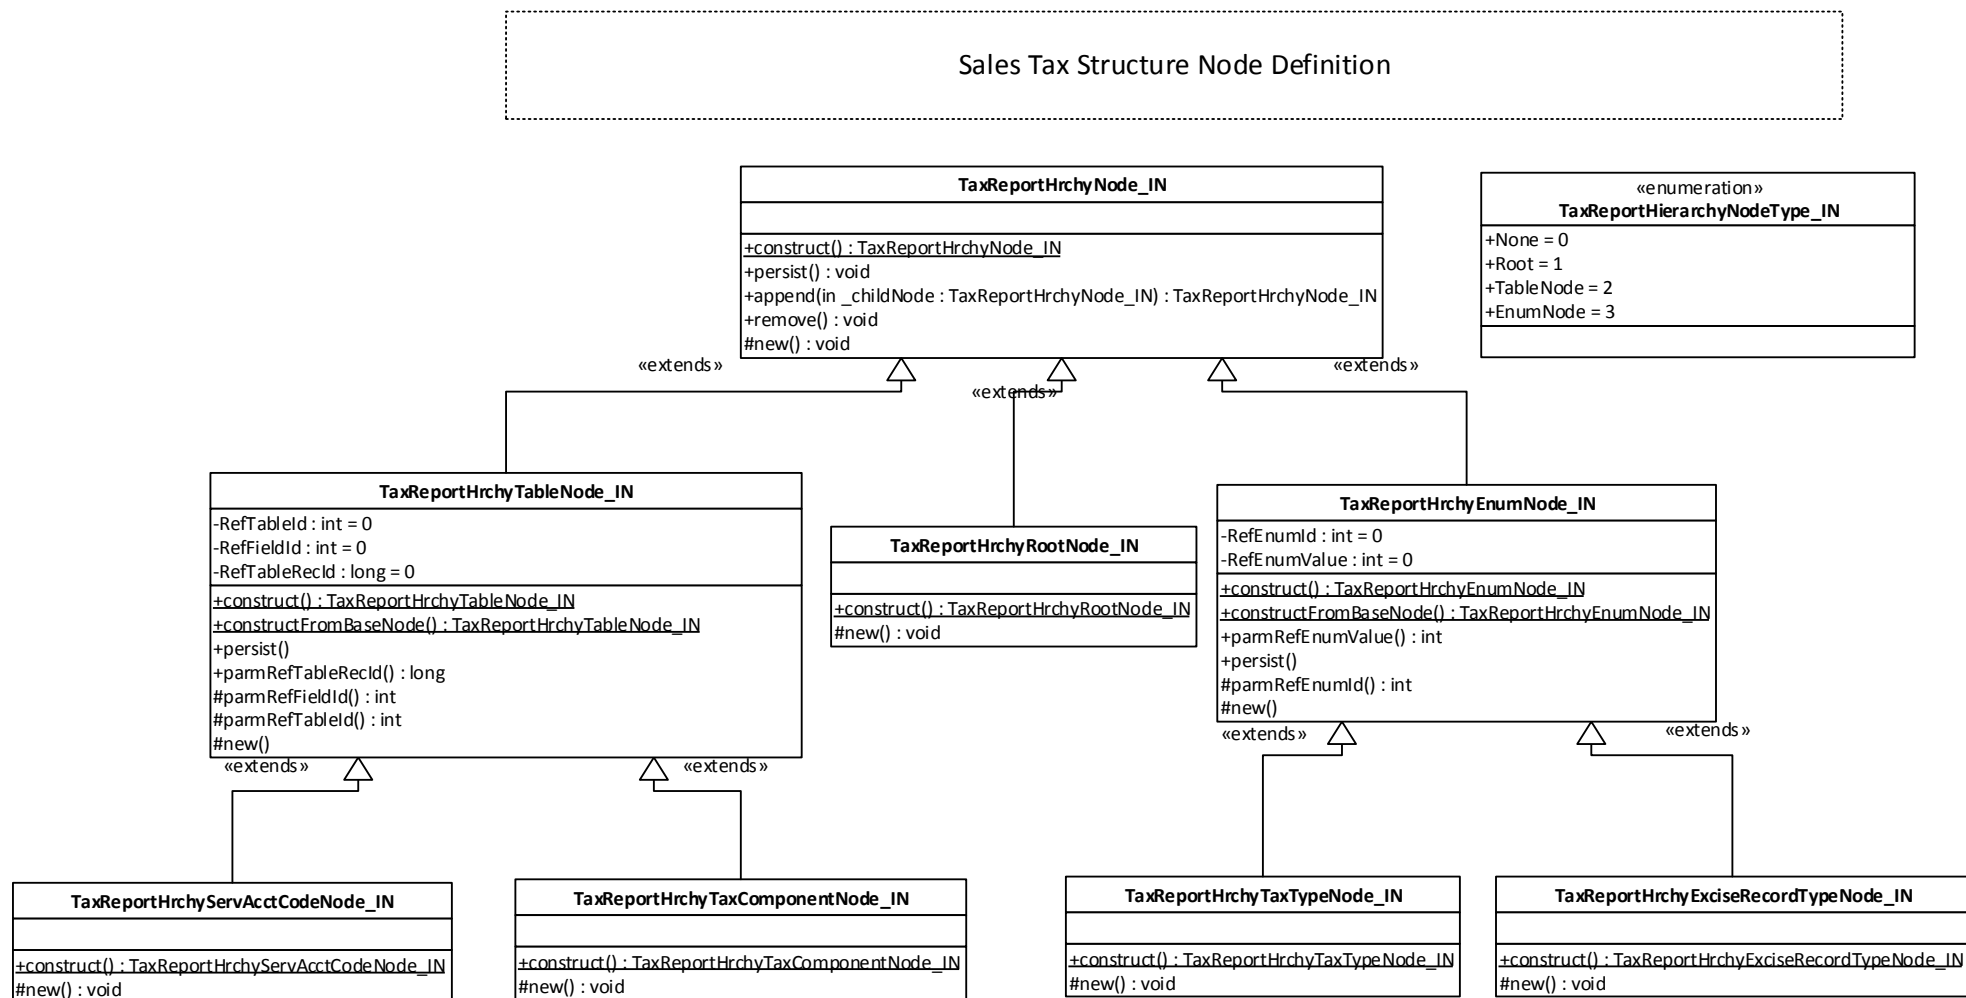 Sales Tax Structure Node Definition
TaxReportHrchyNode_IN
+construct() : TaxReportHrchyNode_IN
+persist() : void
+append(in _childNode : TaxReportHrchyNode_IN) : TaxReportHrchyNode_IN
+remove() : void
#new() : void
«enumeration»
TaxReportHierarchyNodeType_IN
+None = 0
+Root = 1
+TableNode = 2
+EnumNode = 3
«extends»
«extends»
«extends»
TaxReportHrchyTableNode_IN
-RefTableId : int = 0
-RefFieldId : int = 0
-RefTableRecId : long = 0
+construct() : TaxReportHrchyTableNode_IN
+constructFromBaseNode() : TaxReportHrchyTableNode_IN
+persist()
+parmRefTableRecId() : long
#parmRefFieldId() : int
#parmRefTableId() : int
#new()
TaxReportHrchyRootNode_IN
+construct() : TaxReportHrchyRootNode_IN
#new() : void
TaxReportHrchyEnumNode_IN
-RefEnumId : int = 0
-RefEnumValue : int = 0
+construct() : TaxReportHrchyEnumNode_IN
+constructFromBaseNode() : TaxReportHrchyEnumNode_IN
+parmRefEnumValue() : int
+persist()
#parmRefEnumId() : int
#new()
«extends»
«extends»
«extends»
«extends»
TaxReportHrchyServAcctCodeNode_IN
+construct() : TaxReportHrchyServAcctCodeNode_IN
#new() : void
TaxReportHrchyTaxComponentNode_IN
+construct() : TaxReportHrchyTaxComponentNode_IN
#new() : void
TaxReportHrchyTaxTypeNode_IN
+construct() : TaxReportHrchyTaxTypeNode_IN
#new() : void
TaxReportHrchyExciseRecordTypeNode_IN
+construct() : TaxReportHrchyExciseRecordTypeNode_IN
#new() : void